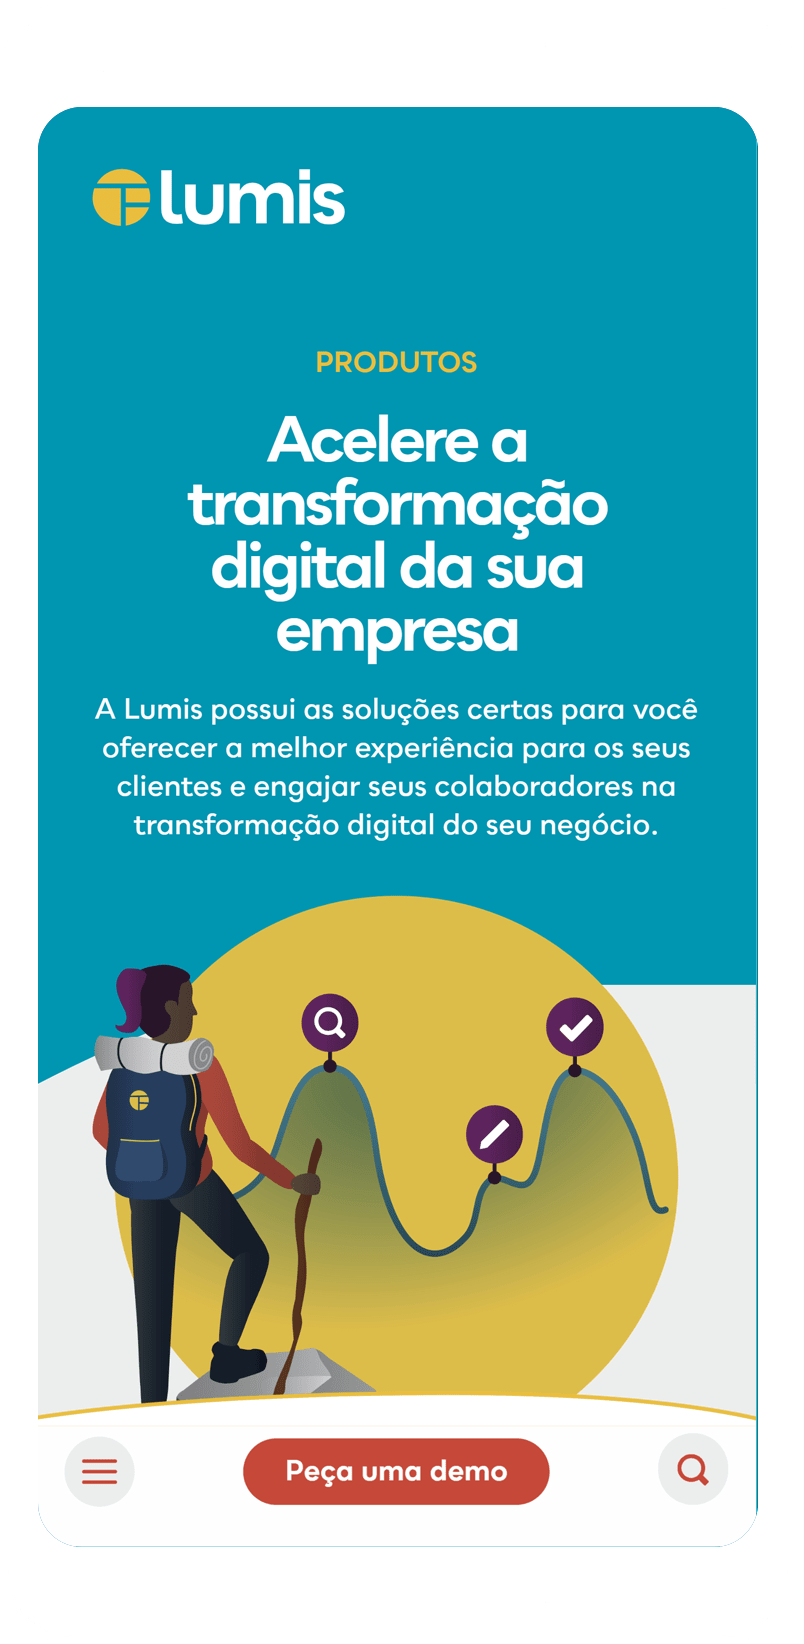 lumis
PRODUTOS
Acelere a
transformação
digital da sua
empresa
A Lumis possui as soluções certas para você
oferecer a melhor experiência para os seus
clientes e engajar seus colaboradores na
transformação digital do seu negócio.
Peça uma demo